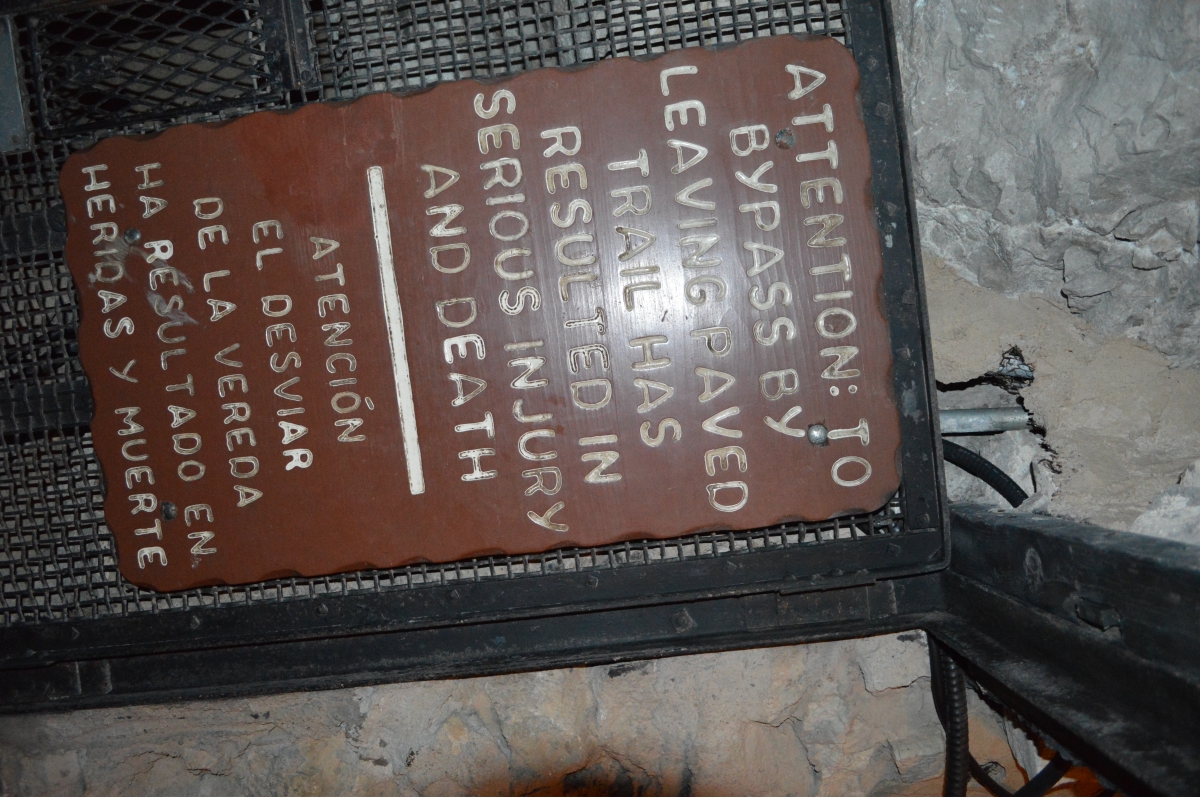 ATTENTION: TO
BYPASS BY
LEAVING PAVED
TRAIL HAS
RESULTED IN
SERIOUS INJURY
AND DEATH
ATENCIÓN
EL DESVIAR
DE LA VEREDA
HA RESULTADO EN
HERIDAS Y MUERTE